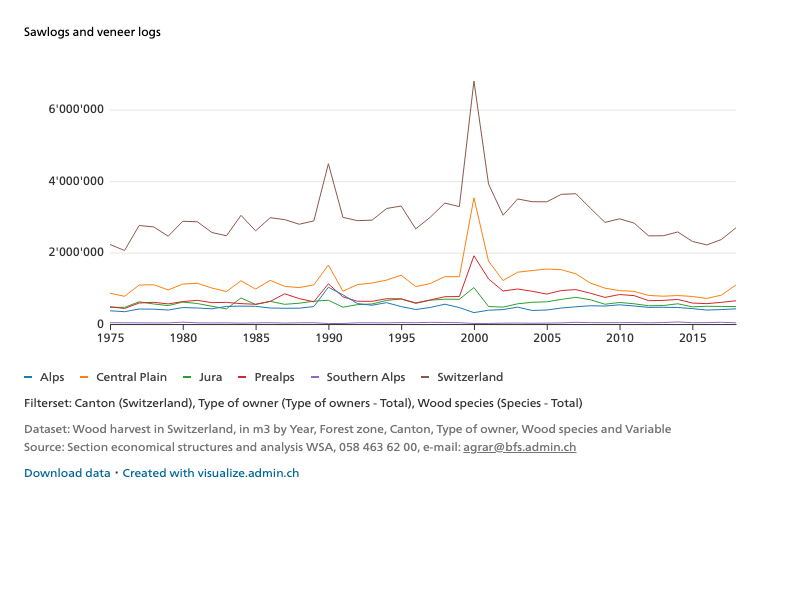 Sawlogs and veneer logs
6'000'000
4'000'000
2'000'000
0
1975 1980 1985 1990 1995 2000 2005 2010 2015
Alps Central Plain Jura Prealps Southern Alps Switzerland
Filterset: Canton (Switzerland), Type of owner (Type of owners - Total), Wood species (Species - Total)
Dataset: Wood harvest in Switzerland, in m3 by Year, Forest zone, Canton, Type of owner, Wood species and Variable
Source: Section economical structures and analysis WSA, 058 463 62 00, e-mail: agrar@bfs.admin.ch
Download data · Created with visualize.admin.ch